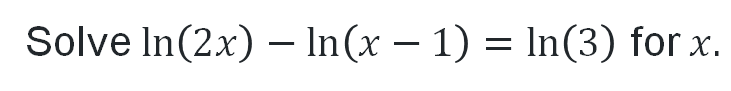 Solve ln(2x) − ln(x − 1) = ln(3) for x.